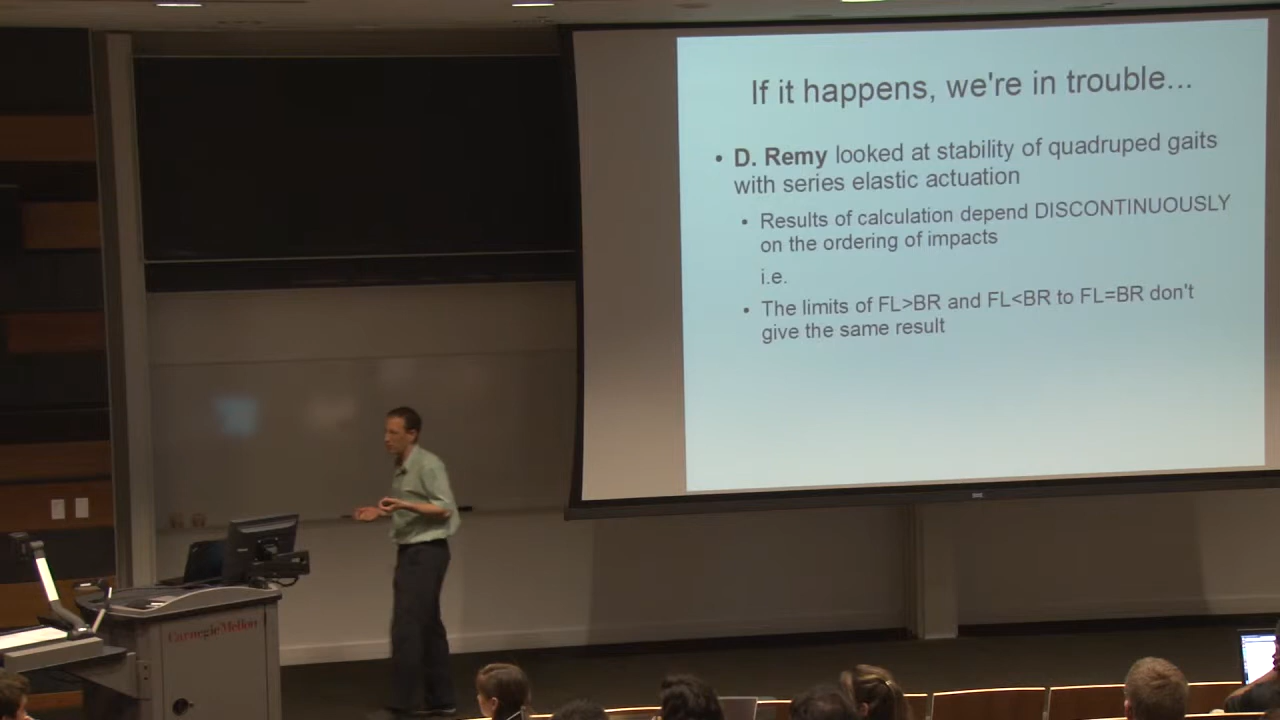 If it happens, we're in trouble...
• D. Remy looked at stability of quadruped gaits
with series elastic actuation
• Results of calculation depend DISCONTINUOUSLY
on the ordering of impacts
i.e.
• The limits of FL>BR and FL<BR to FL=BR don't
give the same result
Carnegie Mellon